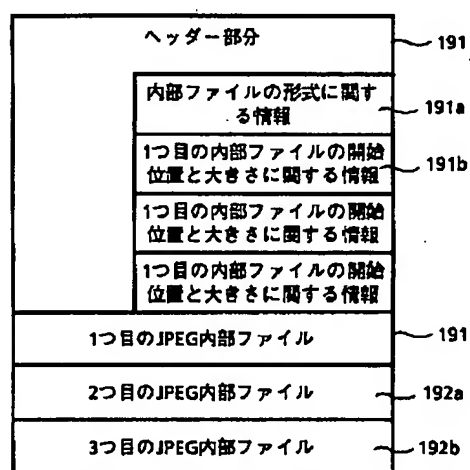 ヘッダー部分
191
内部ファイルの形式に関す
る情報
191a
1つ目の内部ファイルの開始
位置と大きさに関する情報
191b
1つ目の内部ファイルの開始
位置と大きさに関する情報
1つ目の内部ファイルの開始
位置と大きさに関する情報
1つ目のJPEG内部ファイル
191
2つ目のJPEG内部ファイル
192a
3つ目のJPEG内部ファイル
192b